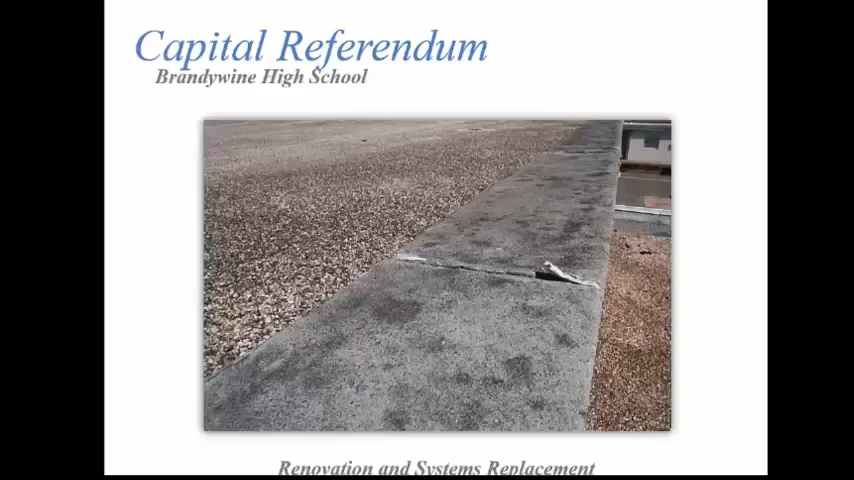 Capital Referendum
Brandywine High School
Renovation and Systems Replacement